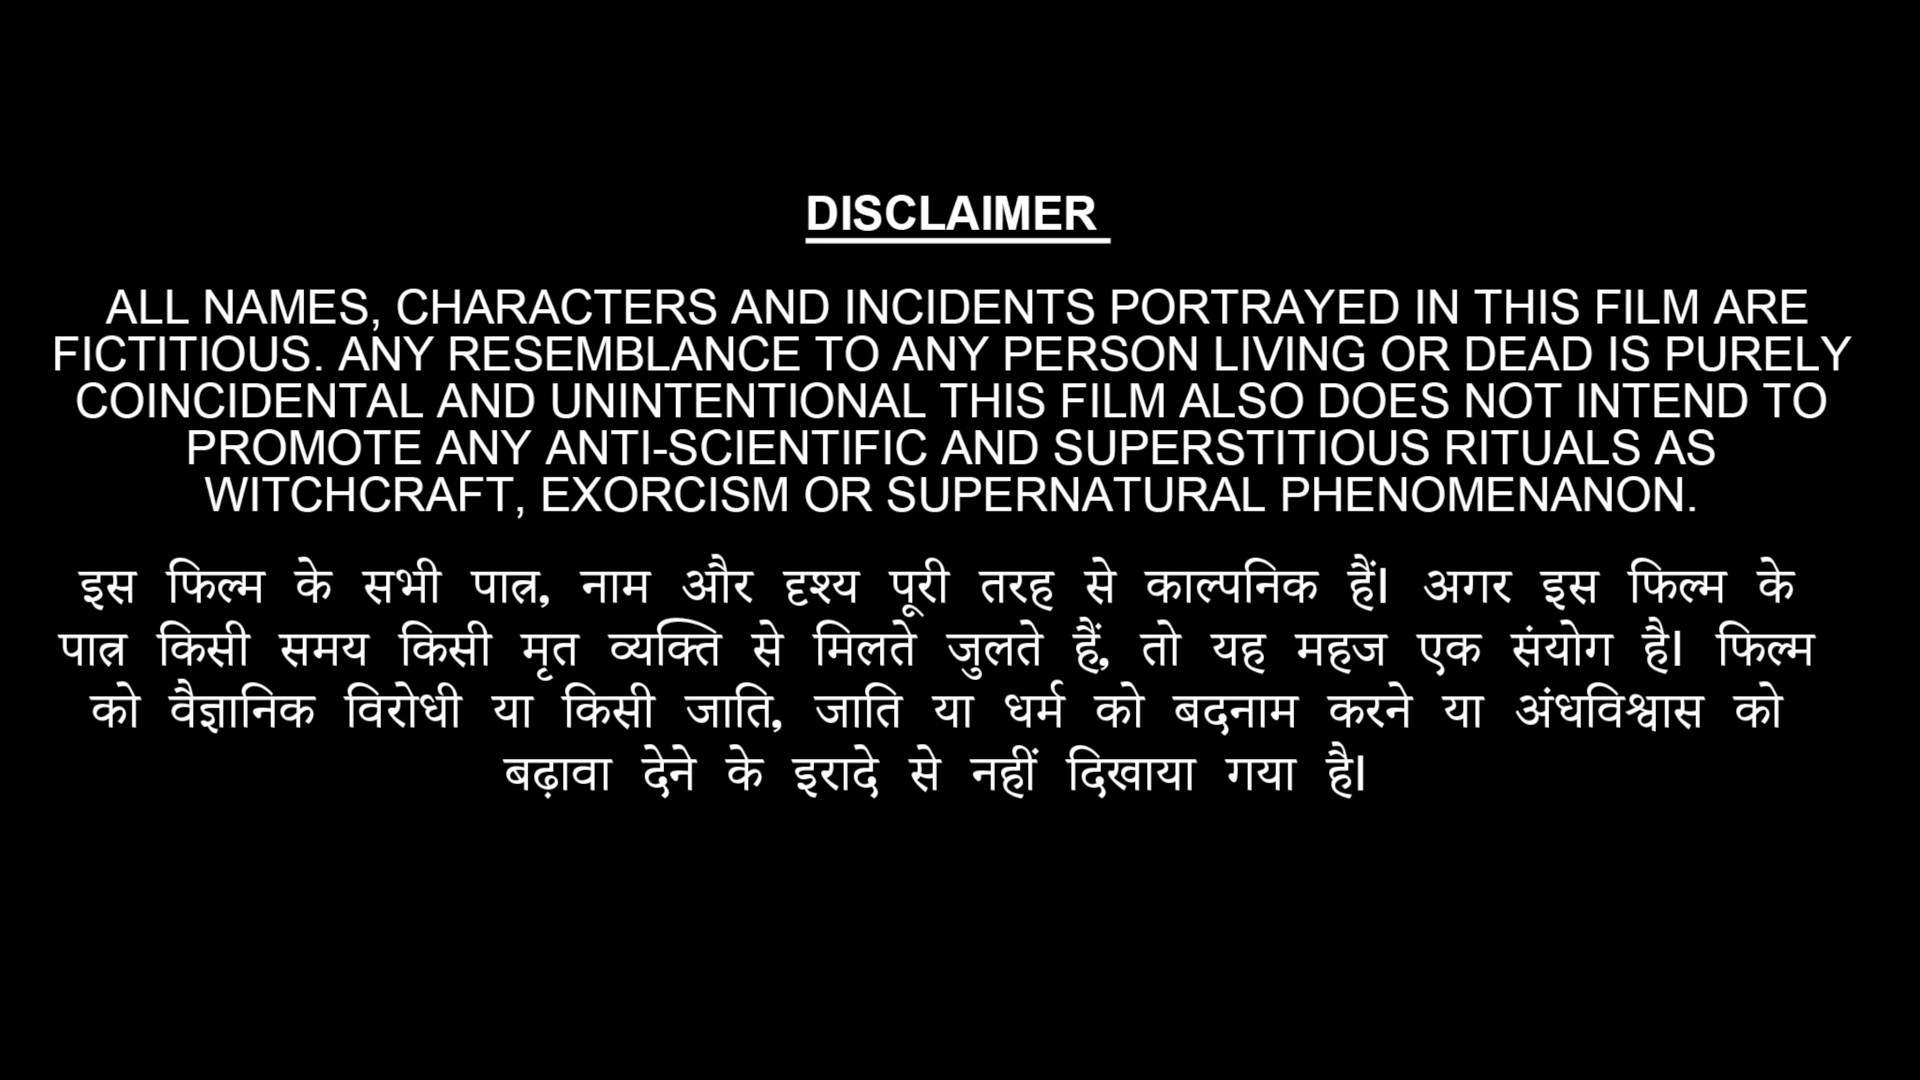 DISCLAIMER
ALL NAMES, CHARACTERS AND INCIDENTS PORTRAYED IN THIS FILM ARE
FICTITIOUS. ANY RESEMBLANCE TO ANY PERSON LIVING OR DEAD IS PURELY
COINCIDENTAL AND UNINTENTIONAL THIS FILM ALSO DOES NOT INTEND TO
PROMOTE ANY ANTI-SCIENTIFIC AND SUPERSTITIOUS RITUALS AS
WITCHCRAFT, EXORCISM OR SUPERNATURAL PHENOMENANON.
इस फिल्म के सभी पात्र, नाम और दृश्य पूरी तरह से काल्पनिक हैं। अगर इस फिल्म के
पात्र किसी समय किसी मृत व्यक्ति से मिलते जुलते हैं, तो यह महज एक संयोग है। फिल्म
को वैज्ञानिक विरोधी या किसी जाति, जाति या धर्म को बदनाम करने या अंधविश्वास को
बढ़ावा देने के इरादे से नहीं दिखाया गया है।